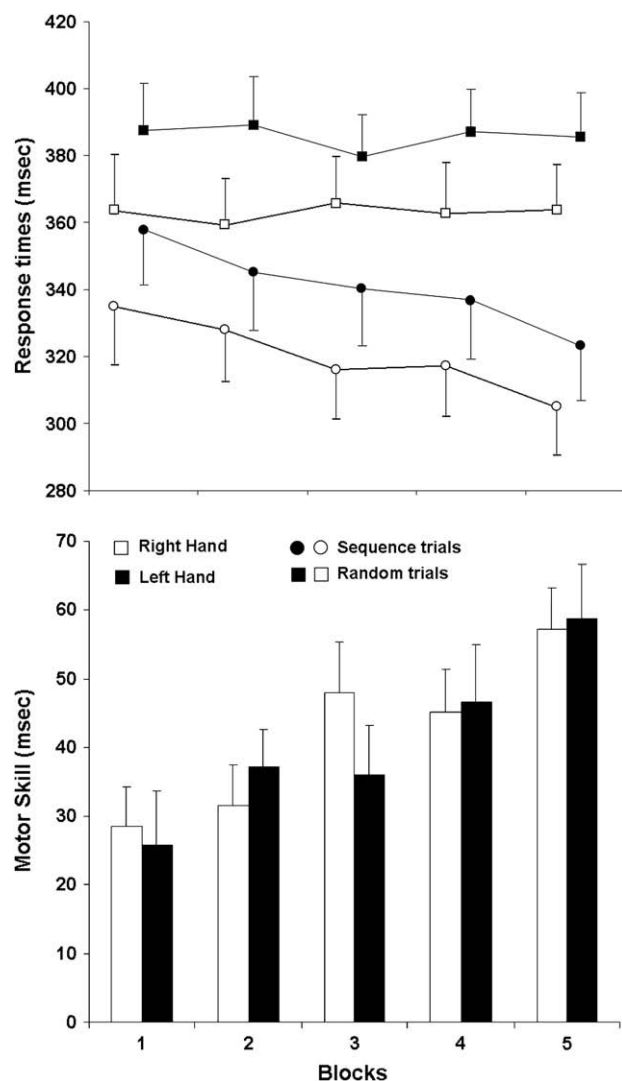 420
400
380
360
340
320
300
280
Response times (msec)
Right Hand
Sequence trials
Left Hand
Random trials
70
60
50
40
30
20
10
0
Motor Skill (msec)
1 2 3 4 5
Blocks